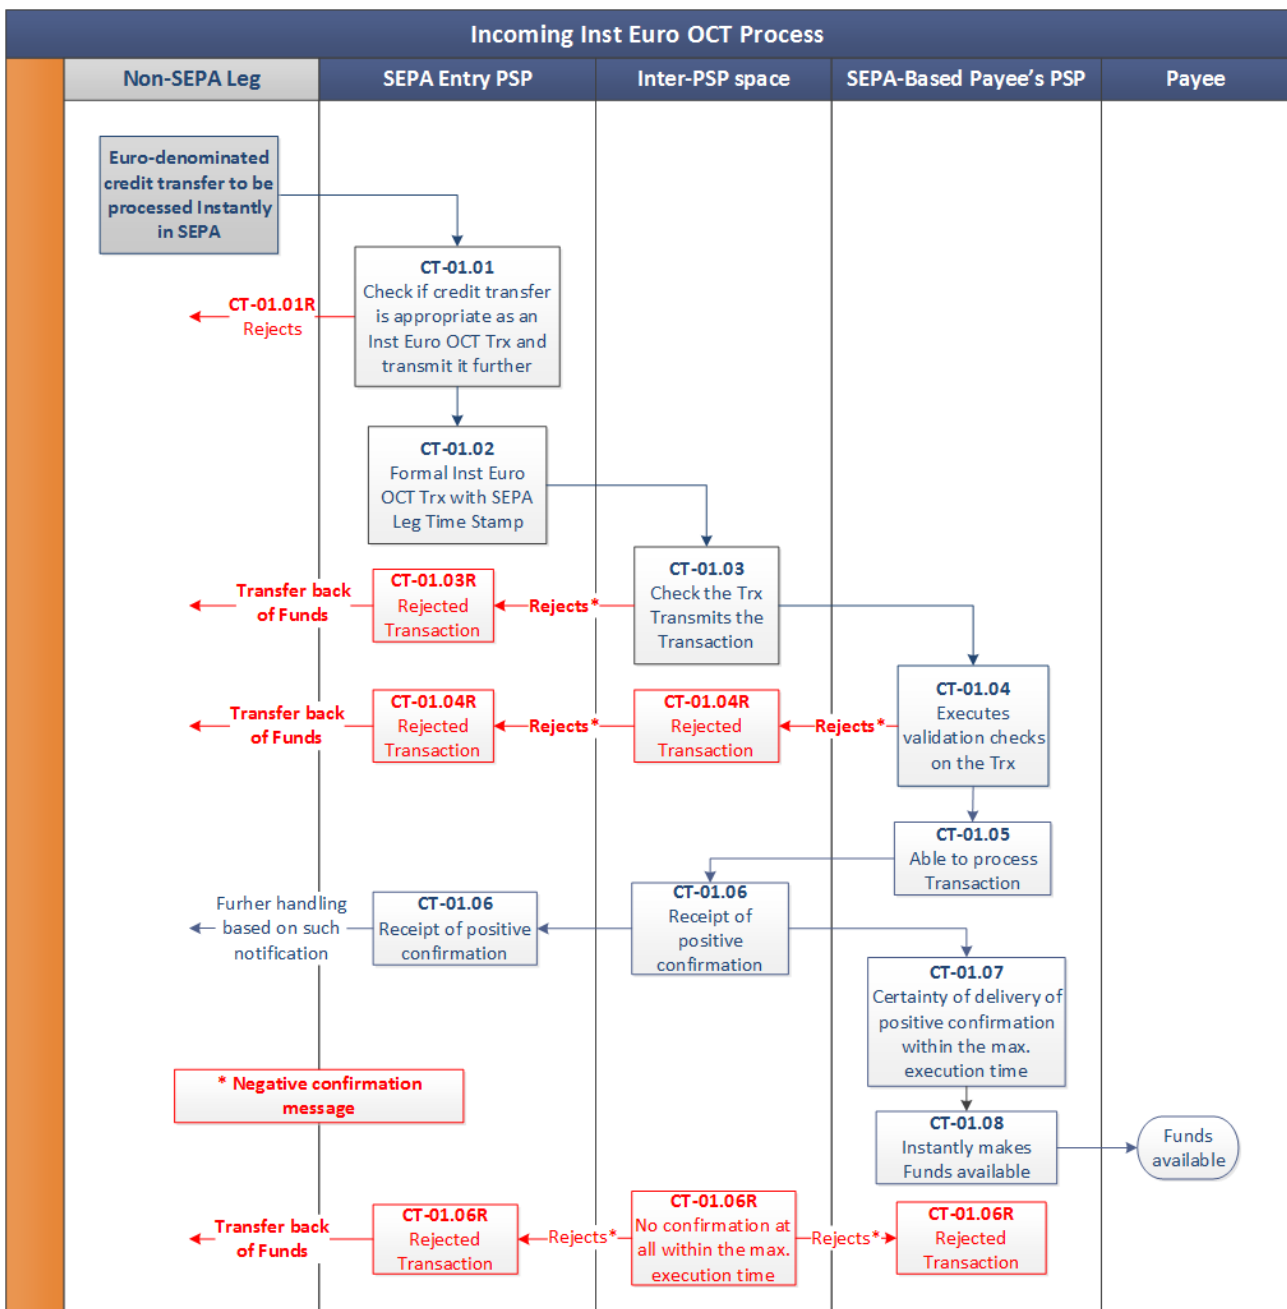 Incoming Inst Euro OCT Process
Non-SEPA Leg
SEPA Entry PSP
Inter-PSP space
SEPA-Based Payee's PSP
Payee
Euro-denominated
credit transfer to be
processed Instantly
in SEPA
CT-01.01
Check if credit transfer
is appropriate as an
Inst Euro OCT Trx and
transmit it further
CT-01.01R
Rejects
CT-01.02
Formal Inst Euro
OCT Trx with SEPA
Leg Time Stamp
CT-01.03
Check the Trx
Transmits the
Transaction
Rejects*
CT-01.03R
Rejected
Transaction
Transfer back
of Funds
CT-01.04
Executes
validation checks
on the Trx
Rejects*
CT-01.04R
Rejected
Transaction
Rejects*
CT-01.04R
Rejected
Transaction
Transfer back
of Funds
CT-01.05
Able to process
Transaction
CT-01.06
Receipt of
positive
confirmation
CT-01.06
Receipt of positive
confirmation
Furher handling
based on such
notification
CT-01.07
Certainty of delivery of
positive confirmation
within the max.
execution time
* Negative confirmation
message
CT-01.08
Instantly makes
Funds available
Funds
available
CT-01.06R
No confirmation at
all within the max.
execution time
Rejects*
CT-01.06R
Rejected
Transaction
Rejects*
CT-01.06R
Rejected
Transaction
Transfer back
of Funds